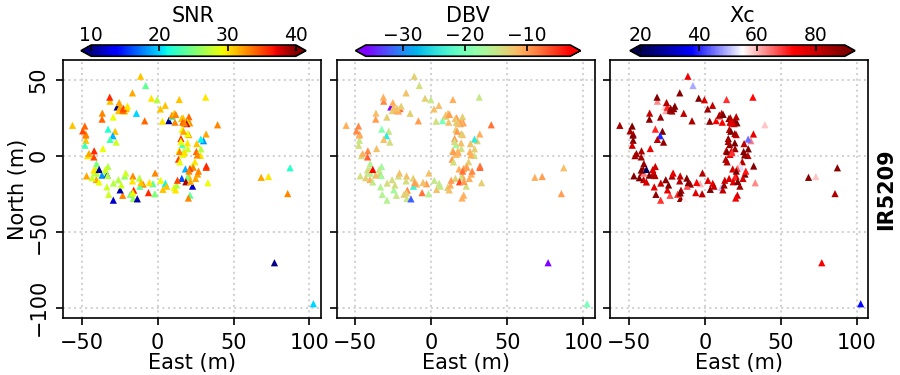 SNR DBV Xc
10 20 30 40 −30 −20 −10 20 40 60 80
50
0
−50
−100
North (m)
IR5209
−50 0 50 100 −50 0 50 100 −50 0 50 100
East (m) East (m) East (m)